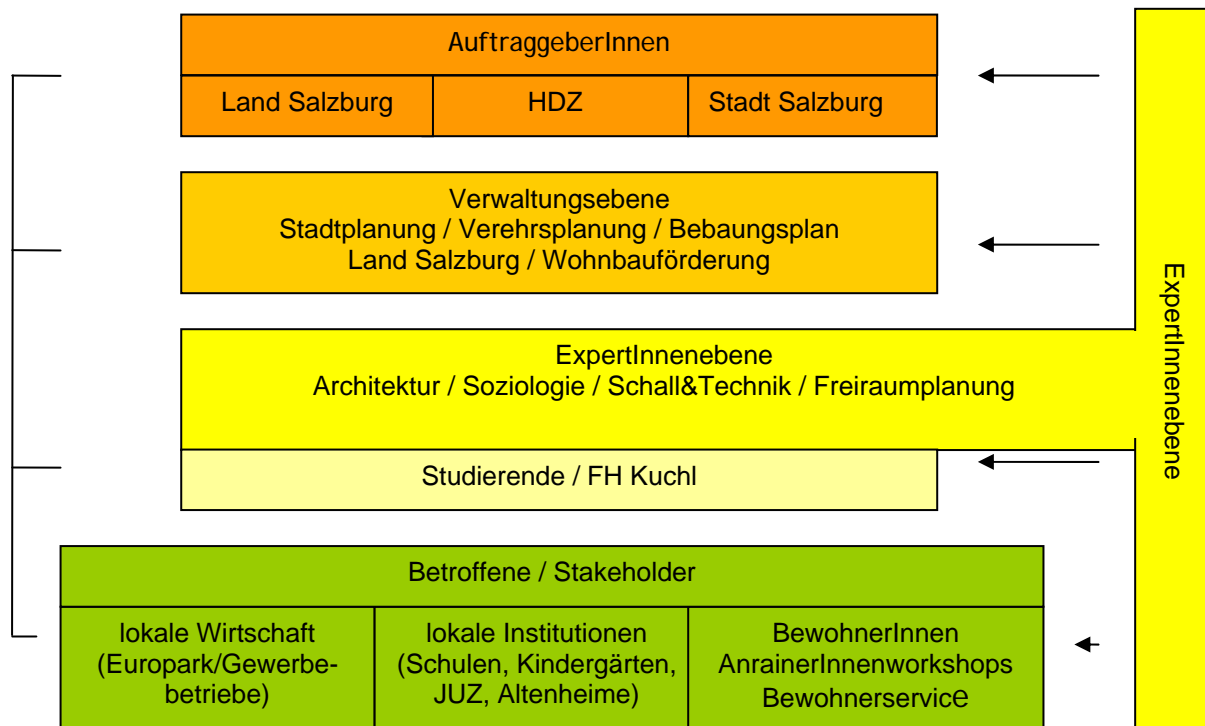 AuftraggeberInnen
Land Salzburg
HDZ
Stadt Salzburg
Verwaltungsebene
Stadtplanung / Verehrsplanung / Bebaungsplan
Land Salzburg / Wohnbauförderung
ExpertInnenebene
Architektur / Soziologie / Schall&Technik / Freiraumplanung
Studierende / FH Kuchl
ExpertInnenebene
Betroffene / Stakeholder
lokale Wirtschaft
(Europark/Gewerbe-
betriebe)
lokale Institutionen
(Schulen, Kindergärten,
JUZ, Altenheime)
BewohnerInnen
AnrainerInnenworkshops
Bewohnerservice